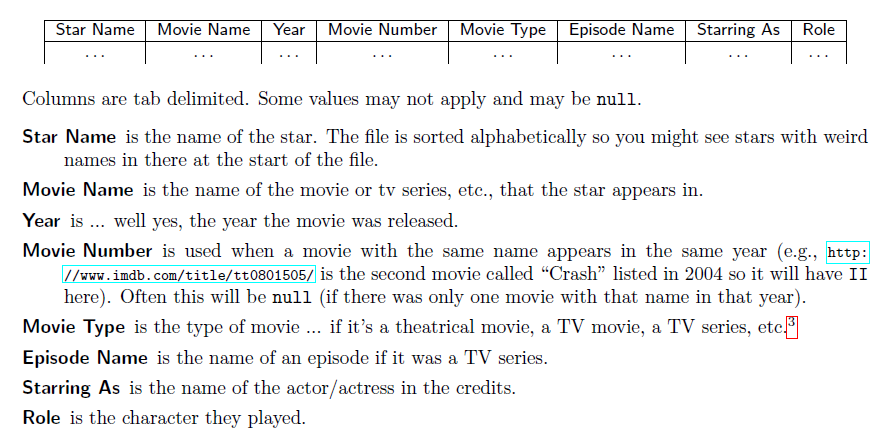 Star Name Movie Name Year Movie Number Movie Type Episode Name Starring As Role
... ... ... ... ... ... ... ...
Columns are tab delimited. Some values may not apply and may be null.
Star Name is the name of the star. The file is sorted alphabetically so you might see stars with weird
names in there at the start of the file.
Movie Name is the name of the movie or tv series, etc., that the star appears in.
Year is ... well yes, the year the movie was released.
Movie Number is used when a movie with the same name appears in the same year (e.g., http:
//www.imdb.com/title/tt0801505/ is the second movie called “Crash” listed in 2004 so it will have II
here). Often this will be null (if there was only one movie with that name in that year).
Movie Type is the type of movie ... if it’s a theatrical movie, a TV movie, a TV series, etc.3
Episode Name is the name of an episode if it was a TV series.
Starring As is the name of the actor/actress in the credits.
Role is the character they played.